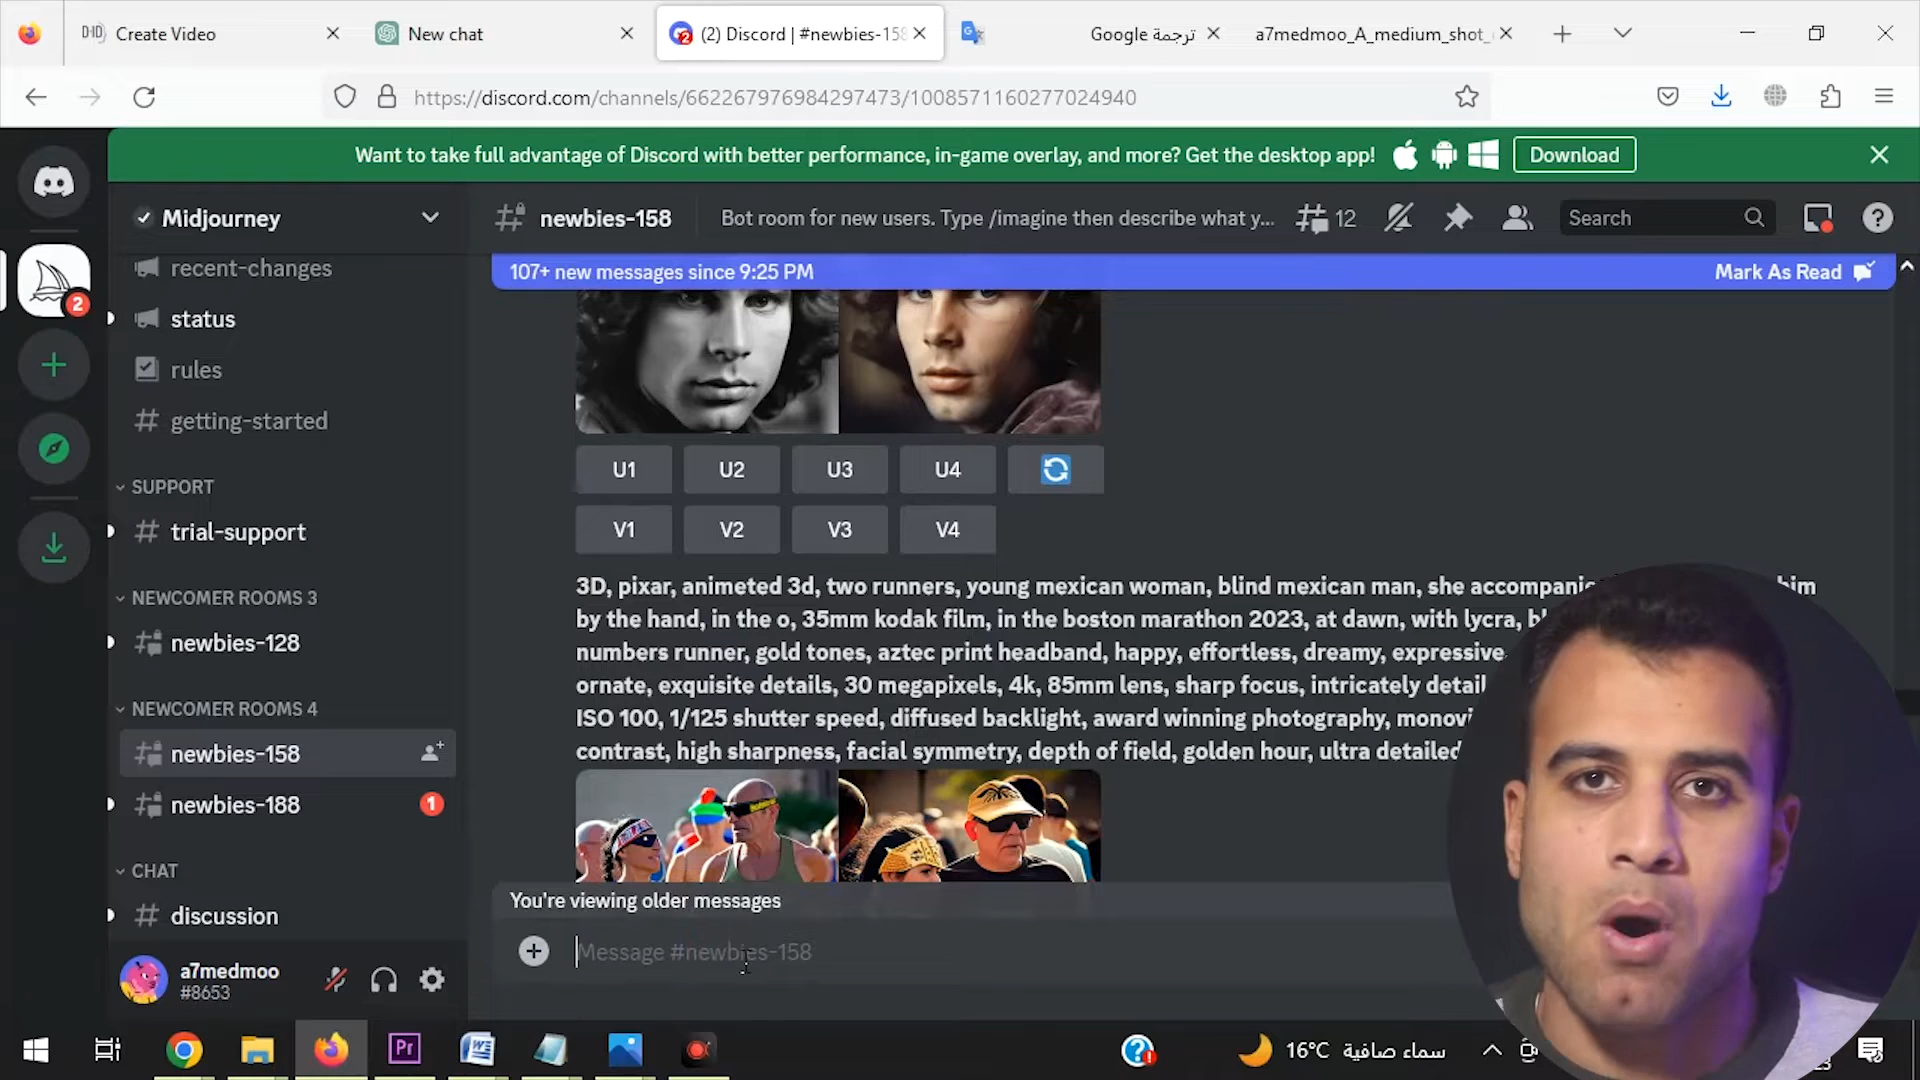 D-ID Create Video
New chat
(2) Discord | #newbies-158
Google ترجمة
a7medmoo_A_medium_shot_
https://discord.com/channels/662267976984297473/1008571160277024940
Want to take full advantage of Discord with better performance, in-game overlay, and more? Get the desktop app!
Download
Midjourney
newbies-158
Bot room for new users. Type /imagine then describe what y...
12
Search
107+ new messages since 9:25 PM
Mark As Read
recent-changes
status
rules
getting-started
SUPPORT
trial-support
NEWCOMER ROOMS 3
newbies-128
NEWCOMER ROOMS 4
newbies-158
newbies-188
1
CHAT
discussion
a7medmoo
#8653
2
U1 U2 U3 U4
V1 V2 V3 V4
3D, pixar, animeted 3d, two runners, young mexican woman, blind mexican man, she accompanie him
by the hand, in the o, 35mm kodak film, in the boston marathon 2023, at dawn, with lycra, bl
numbers runner, gold tones, aztec print headband, happy, effortless, dreamy, expressive,
ornate, exquisite details, 30 megapixels, 4k, 85mm lens, sharp focus, intricately detail
ISO 100, 1/125 shutter speed, diffused backlight, award winning photography, monovi
contrast, high sharpness, facial symmetry, depth of field, golden hour, ultra detailed
You're viewing older messages
Message #newbies-158
Pr
16°C سماء صافية